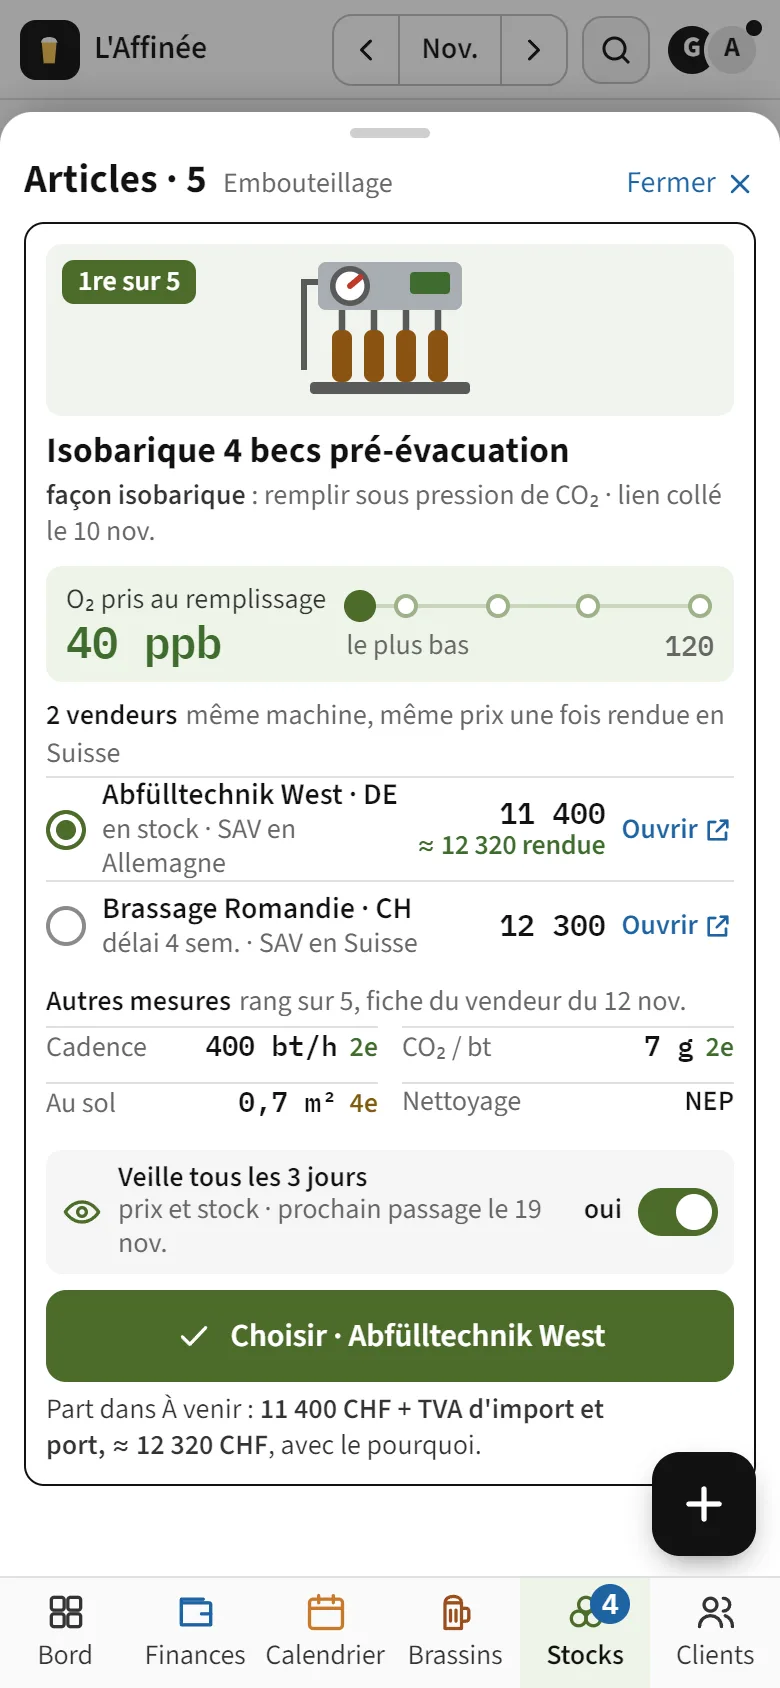 L'Affinée
Nov.
G
A
Articles · 5 Embouteillage
Fermer
1re sur 5
Isobarique 4 becs pré-évacuation
façon isobarique : remplir sous pression de CO₂ · lien collé
le 10 nov.
O₂ pris au remplissage
40 ppb
le plus bas
120
2 vendeurs même machine, même prix une fois rendue en
Suisse
Abfülltechnik West · DE
en stock · SAV en
Allemagne
11 400
≈ 12 320 rendue
Ouvrir
Brassage Romandie · CH
délai 4 sem. · SAV en Suisse
12 300
Ouvrir
Autres mesures rang sur 5, fiche du vendeur du 12 nov.
Cadence 400 bt/h 2e
CO₂ / bt 7 g 2e
Au sol 0,7 m² 4e
Nettoyage NEP
Veille tous les 3 jours
prix et stock · prochain passage le 19
nov.
oui
Choisir · Abfülltechnik West
Part dans À venir : 11 400 CHF + TVA d'import et
port, ≈ 12 320 CHF, avec le pourquoi.
Bord
Finances
Calendrier
Brassins
4
Stocks
Clients